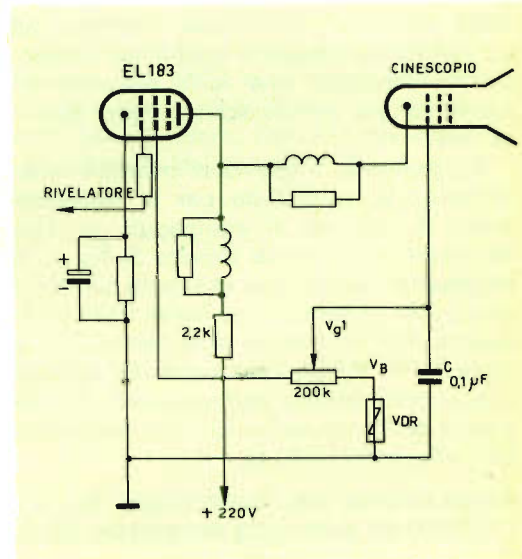 EL183
CINESCOPIO
RIVELATORE
+
-
2,2k
Vg1
VB
200k
C
0,1µF
VDR
+ 220V